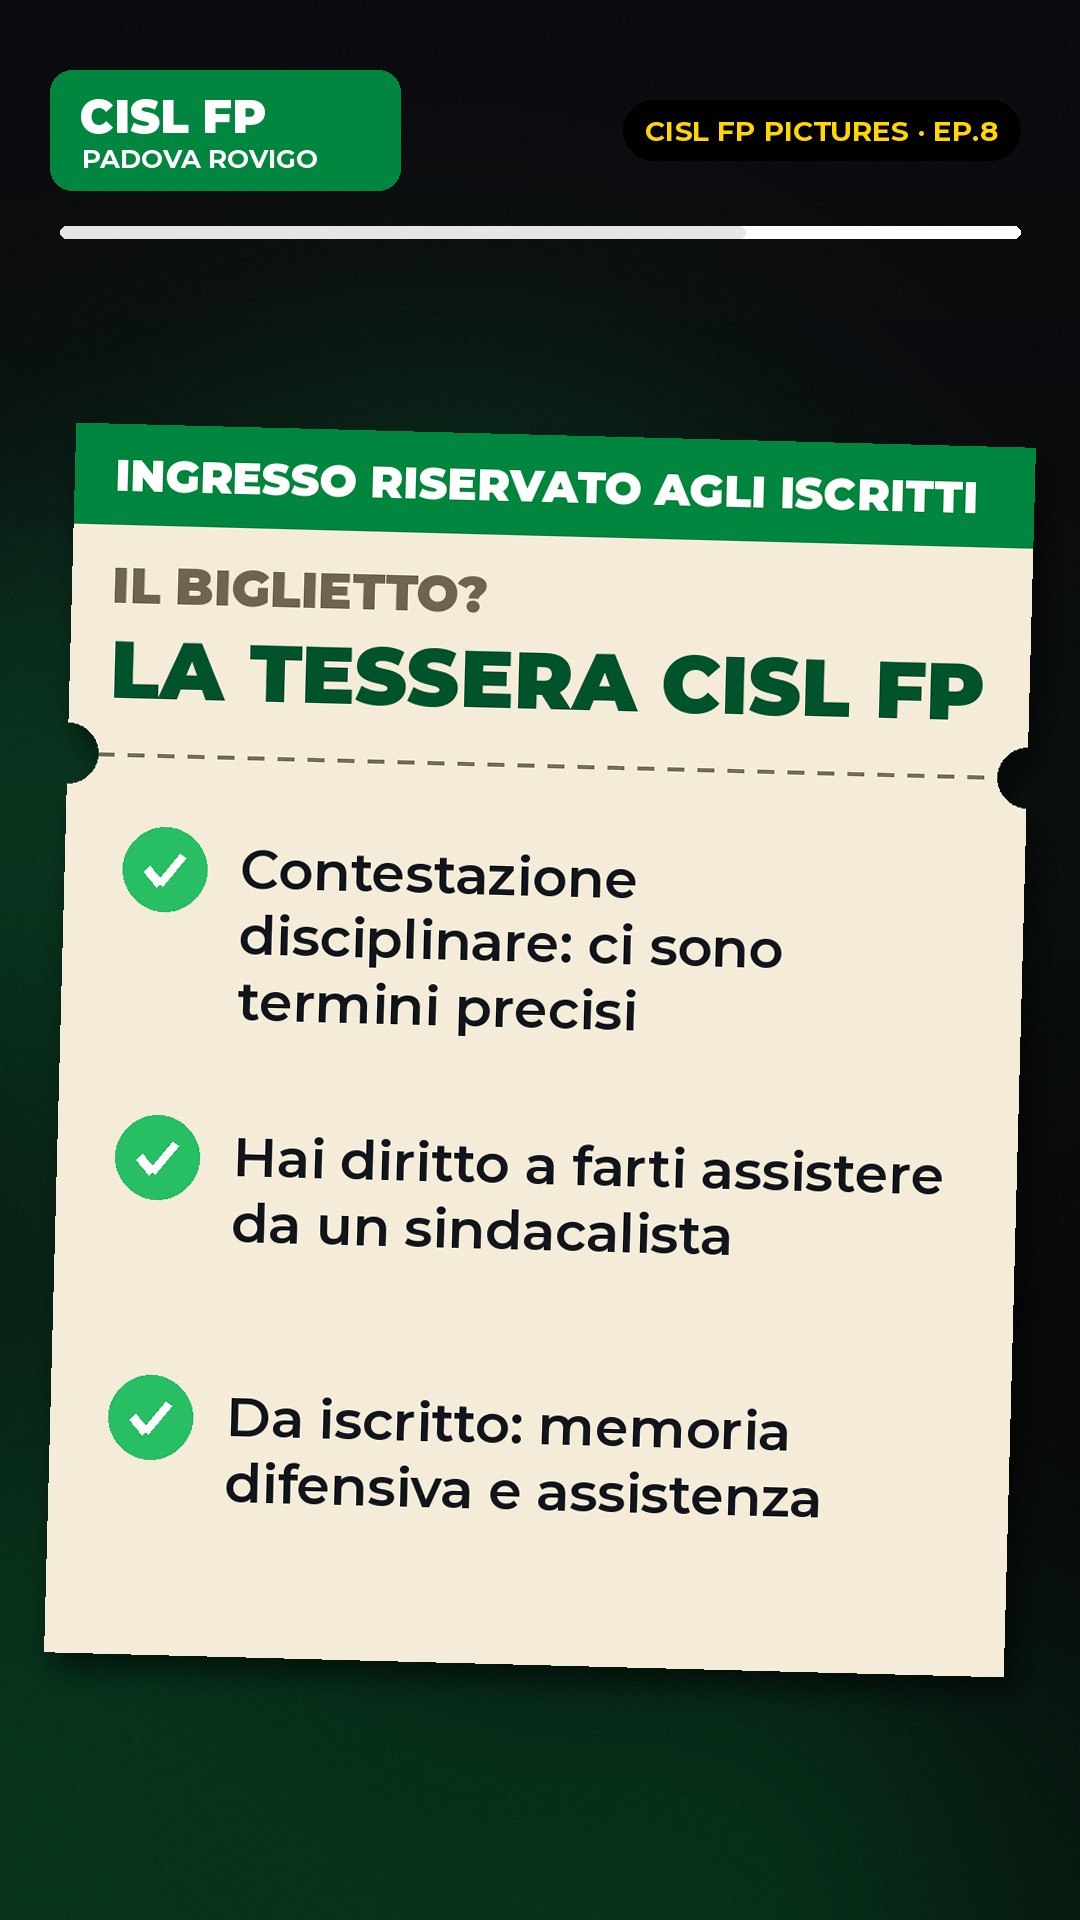 CISL FP
PADOVA ROVIGO
CISL FP PICTURES · EP.8
INGRESSO RISERVATO AGLI ISCRITTI
IL BIGLIETTO?
LA TESSERA CISL FP
Contestazione
disciplinare: ci sono
termini precisi
Hai diritto a farti assistere
da un sindacalista
Da iscritto: memoria
difensiva e assistenza